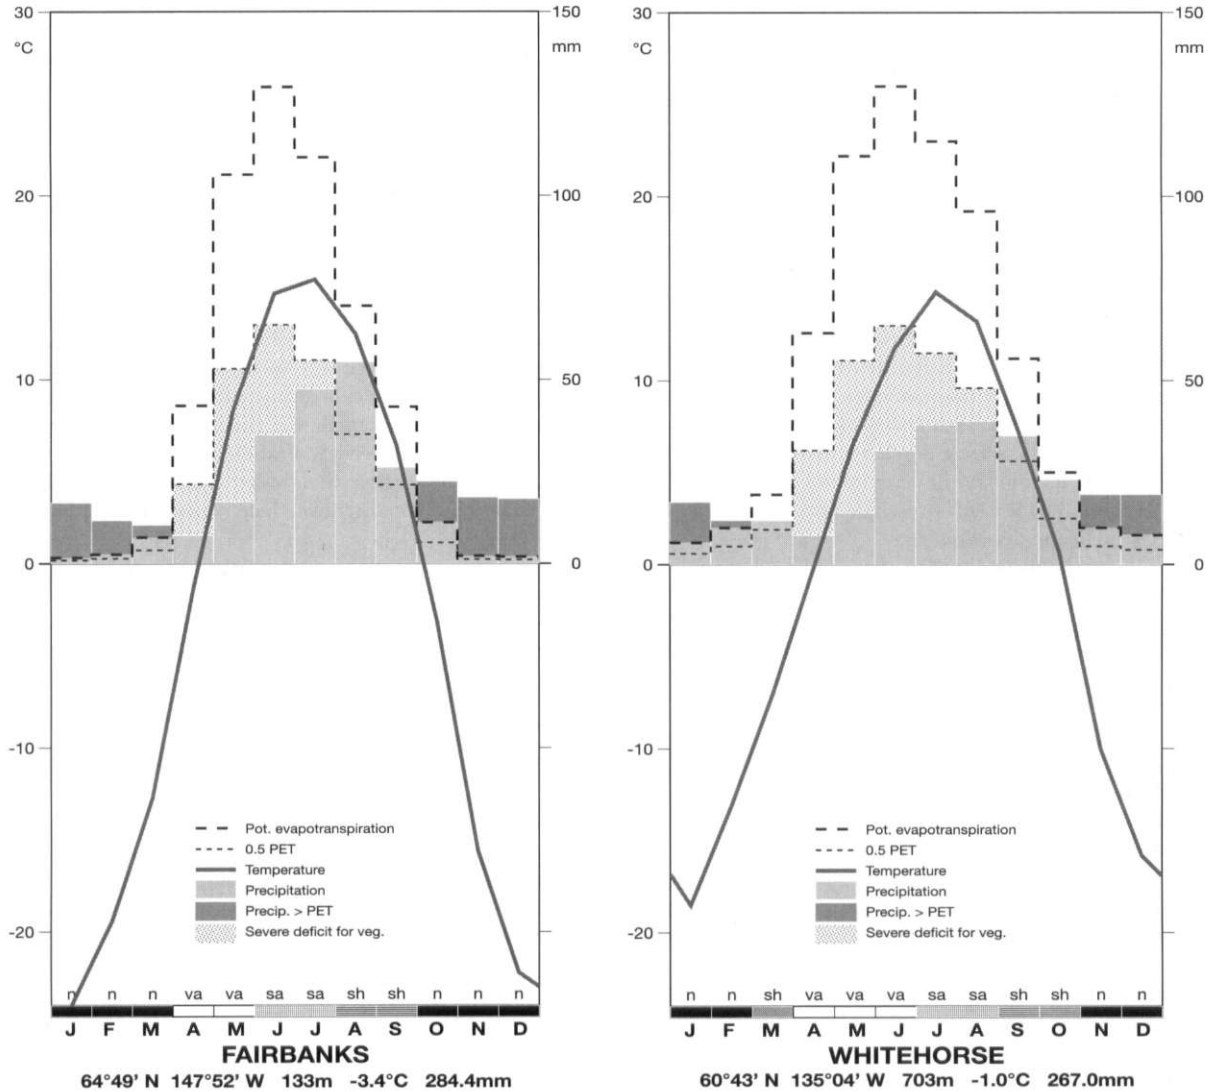 30 150
°C mm
20 100
10 50
0 0
-10
-20
Pot. evapotranspiration
0.5 PET
Temperature
Precipitation
Precip. > PET
Severe deficit for veg.
n n n va va sa sa sh sh n n n
J F M A M J J A S O N D
FAIRBANKS
64°49' N 147°52' W 133m -3.4°C 284.4mm
30 150
°C mm
20 100
10 50
0 0
-10
-20
Pot. evapotranspiration
0.5 PET
Temperature
Precipitation
Precip. > PET
Severe deficit for veg.
n n sh va va va sa sa sh sh n n
J F M A M J J A S O N D
WHITEHORSE
60°43' N 135°04' W 703m -1.0°C 267.0mm